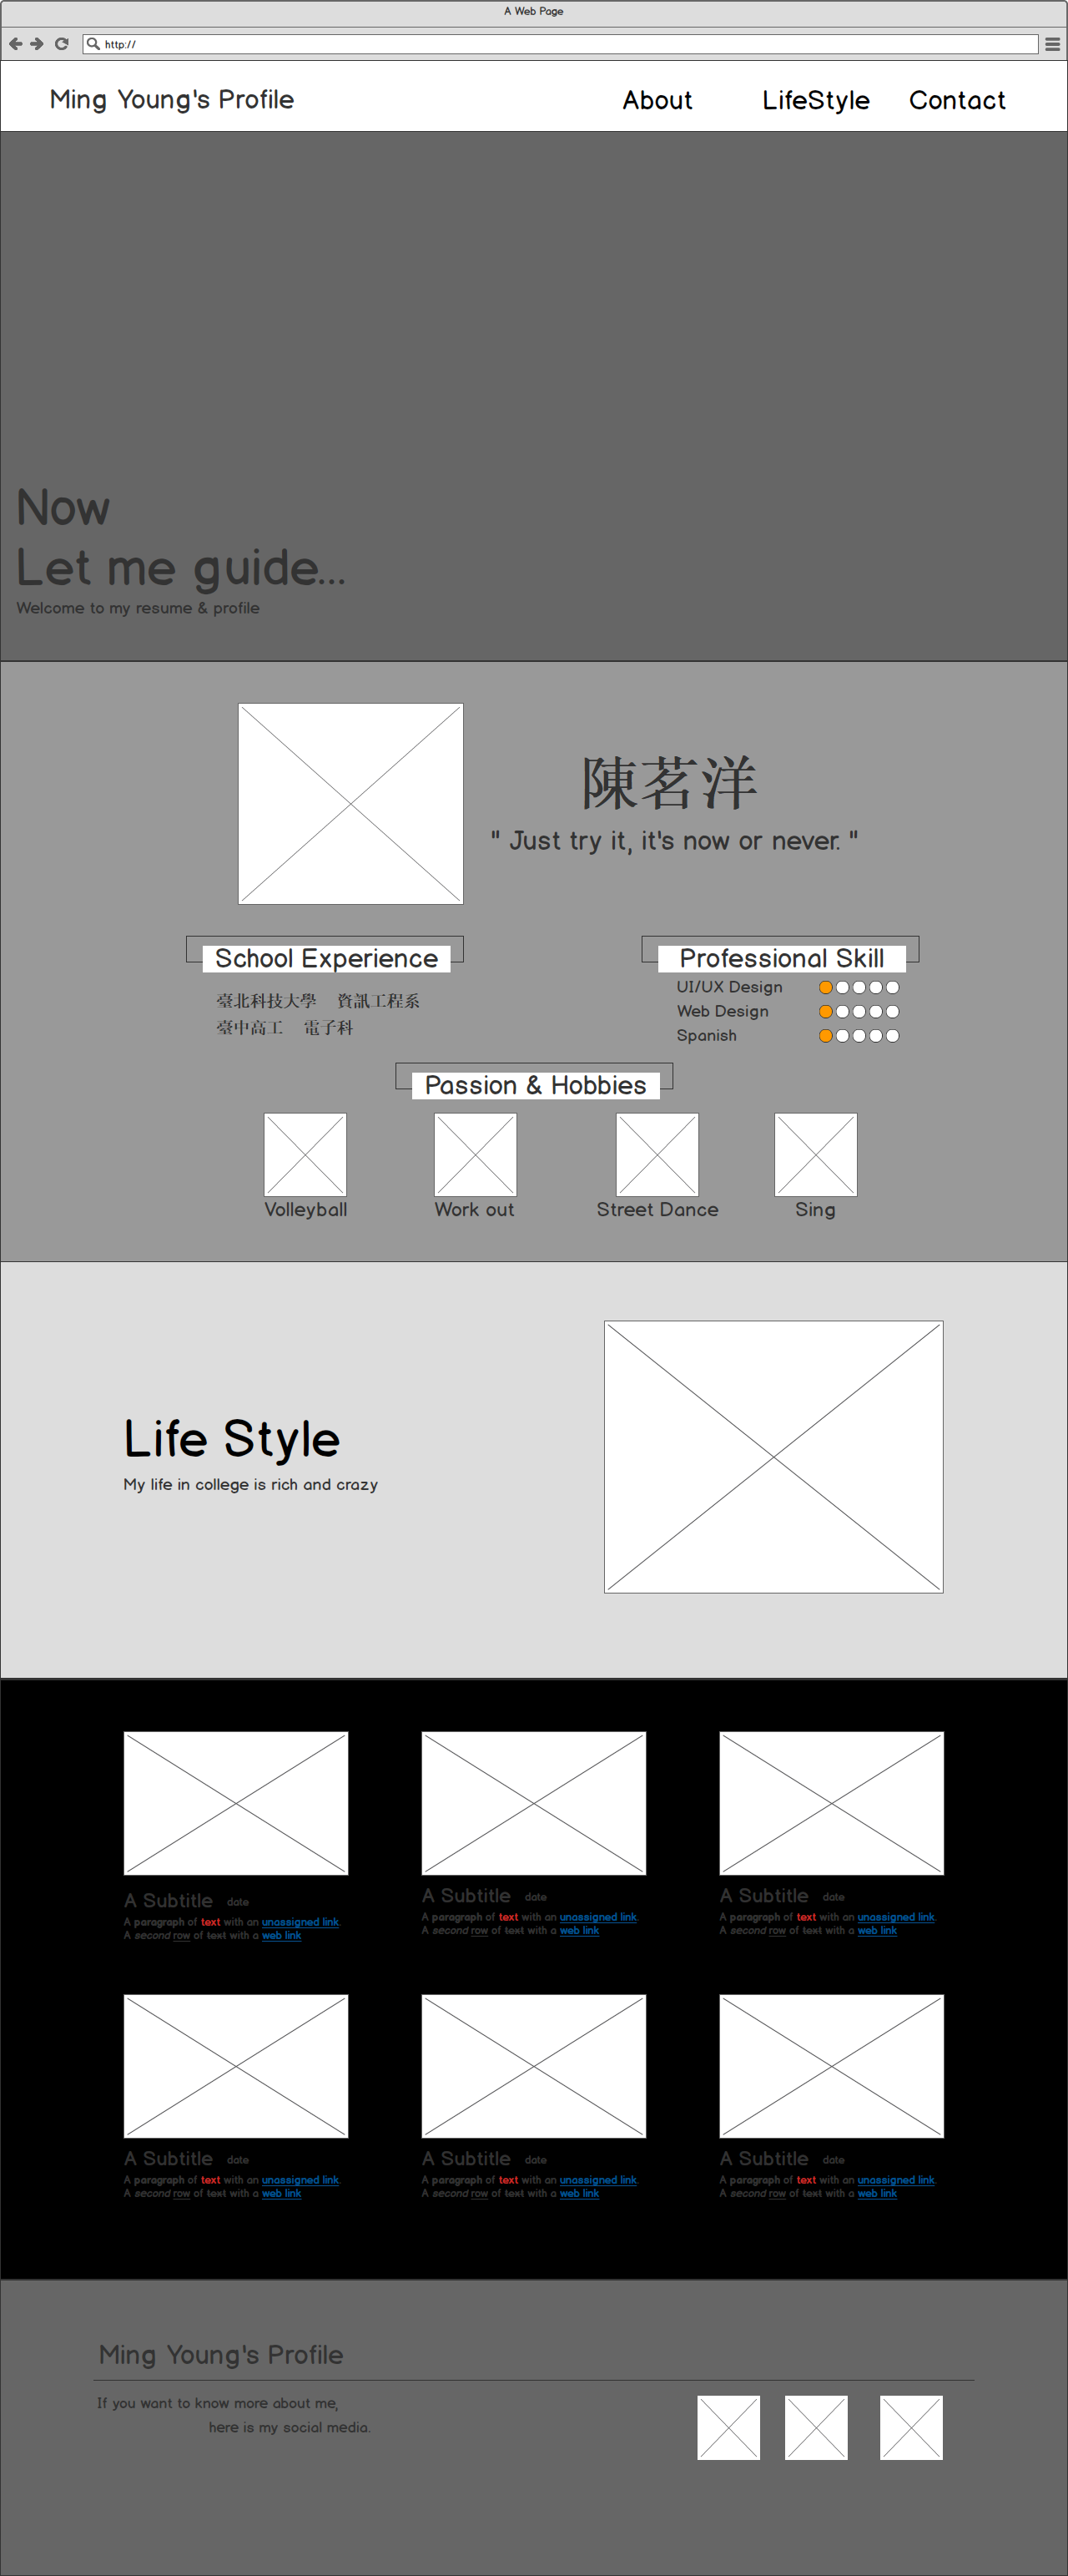 A Web Page
http://
Ming Young's Profile
About LifeStyle Contact
Now
Let me guide...
Welcome to my resume & profile
陳茗洋
" Just try it, it's now or never. "
School Experience
臺北科技大學 資訊工程系
臺中高工 電子科
Professional Skill
UI/UX Design
Web Design
Spanish
Passion & Hobbies
Volleyball
Work out
Street Dance
Sing
Life Style
My life in college is rich and crazy
A Subtitle date
A paragraph of text with an unassigned link.
A second row of text with a web link
A Subtitle date
A paragraph of text with an unassigned link.
A second row of text with a web link
A Subtitle date
A paragraph of text with an unassigned link.
A second row of text with a web link
A Subtitle date
A paragraph of text with an unassigned link.
A second row of text with a web link
A Subtitle date
A paragraph of text with an unassigned link.
A second row of text with a web link
A Subtitle date
A paragraph of text with an unassigned link.
A second row of text with a web link
Ming Young's Profile
If you want to know more about me,
here is my social media.